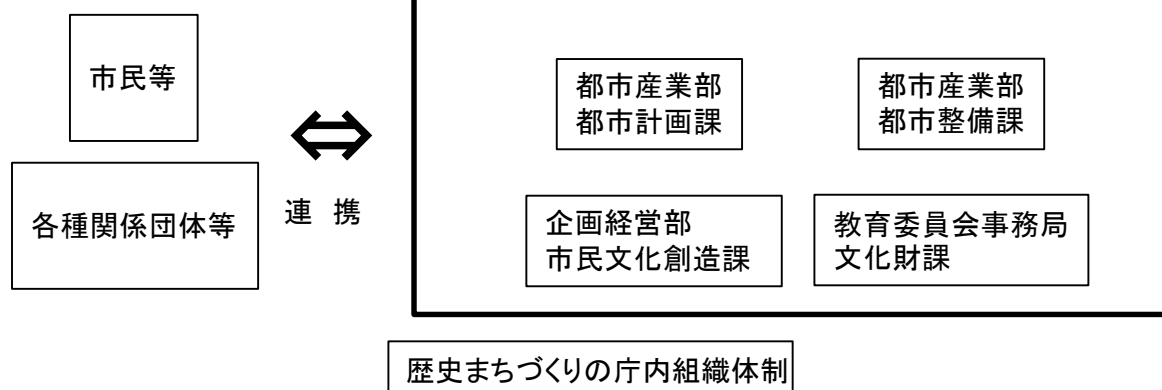 市民等
各種関係団体等
連 携
都市産業部
都市計画課
都市産業部
都市整備課
企画経営部
市民文化創造課
教育委員会事務局
文化財課
歴史まちづくりの庁内組織体制